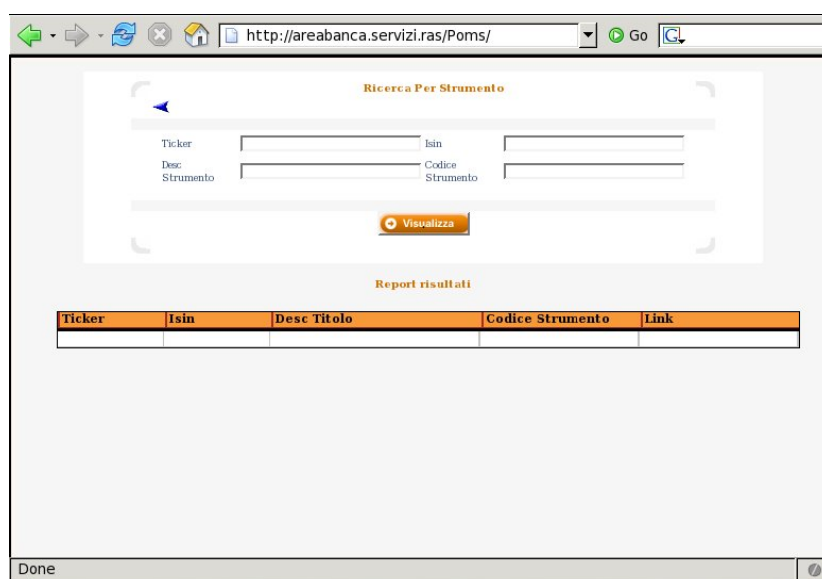 http://areabanca.servizi.ras/Poms/ Go G
Ricerca Per Strumento
Ticker Isin
Desc Strumento Codice Strumento
Visualizza
Report risultati
Ticker Isin Desc Titolo Codice Strumento Link
Done